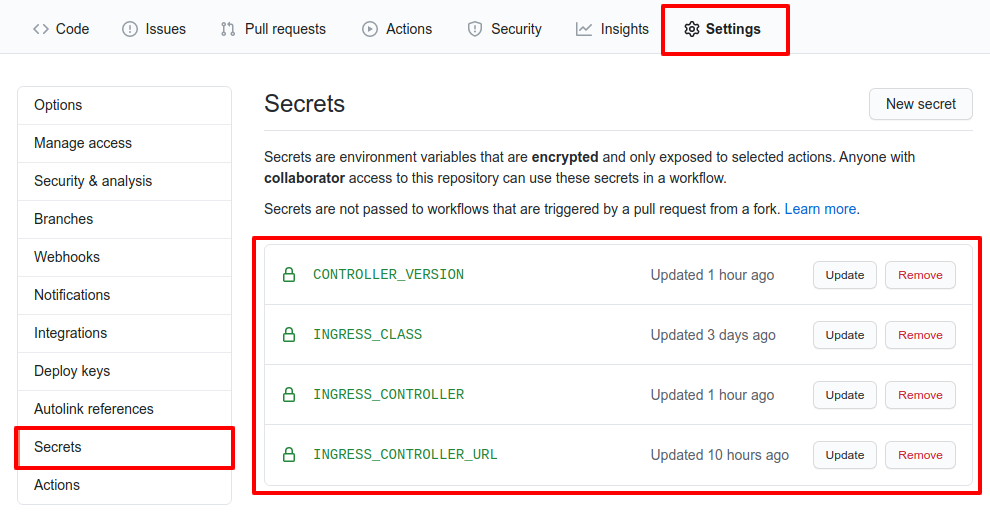 Code Issues Pull requests Actions Security Insights Settings
Options
Manage access
Security & analysis
Branches
Webhooks
Notifications
Integrations
Deploy keys
Autolink references
Secrets
Actions
Secrets New secret
Secrets are environment variables that are encrypted and only exposed to selected actions. Anyone with
collaborator access to this repository can use these secrets in a workflow.
Secrets are not passed to workflows that are triggered by a pull request from a fork. Learn more.
CONTROLLER_VERSION Updated 1 hour ago Update Remove
INGRESS_CLASS Updated 3 days ago Update Remove
INGRESS_CONTROLLER Updated 1 hour ago Update Remove
INGRESS_CONTROLLER_URL Updated 10 hours ago Update Remove